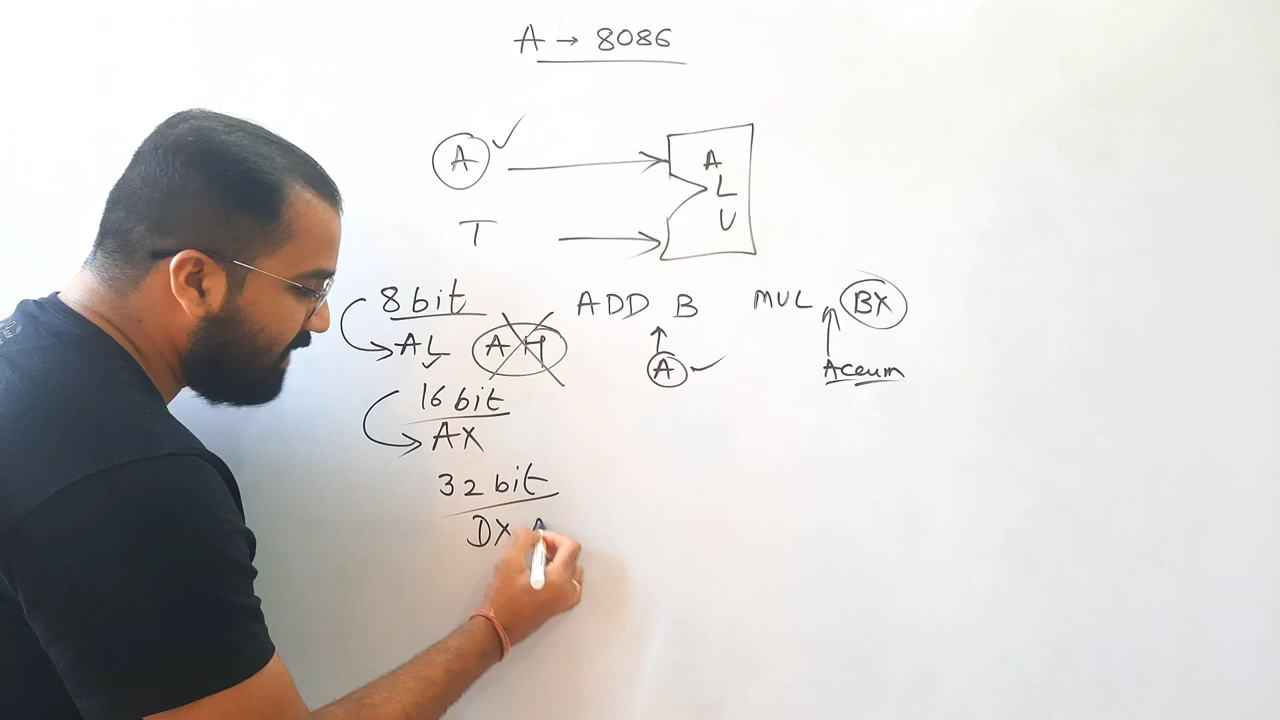 A → 8086
A
A L U
T
8 bit ADD B MUL BX
AL AH A Accum
16 bit
AX
32 bit
DX